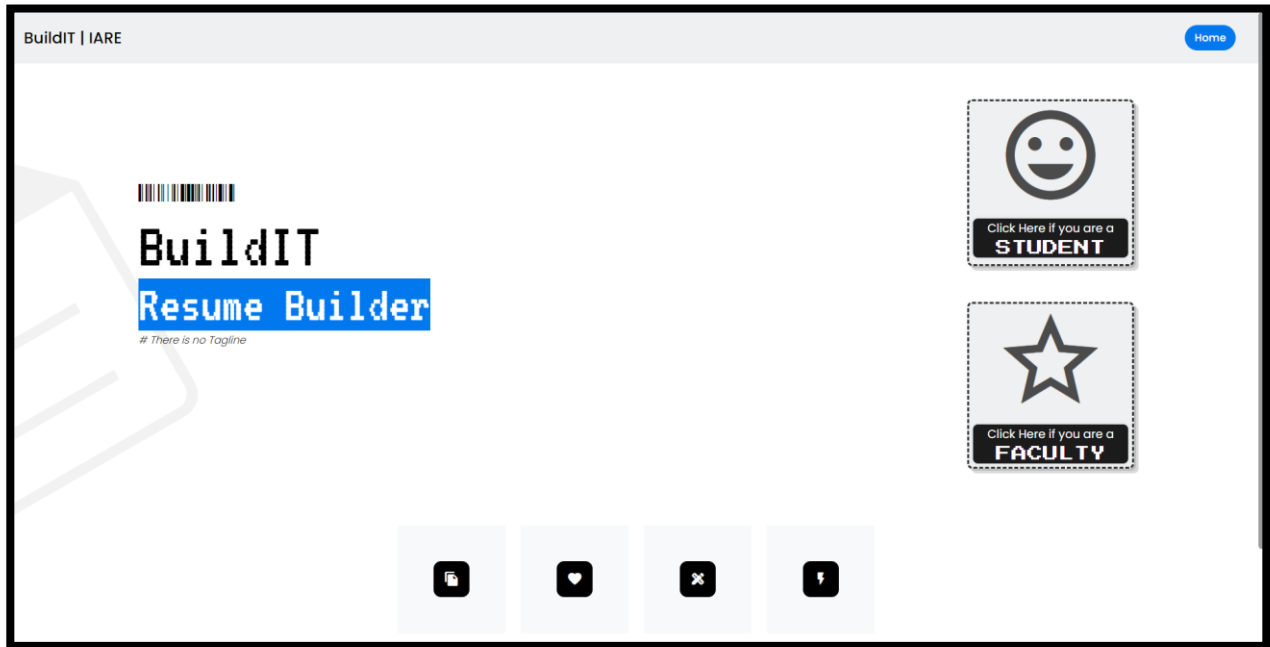 BuildIT | IARE
Home
BuildIT
Resume Builder
# There is no Tagline
Click Here if you are a
STUDENT
Click Here if you are a
FACULTY